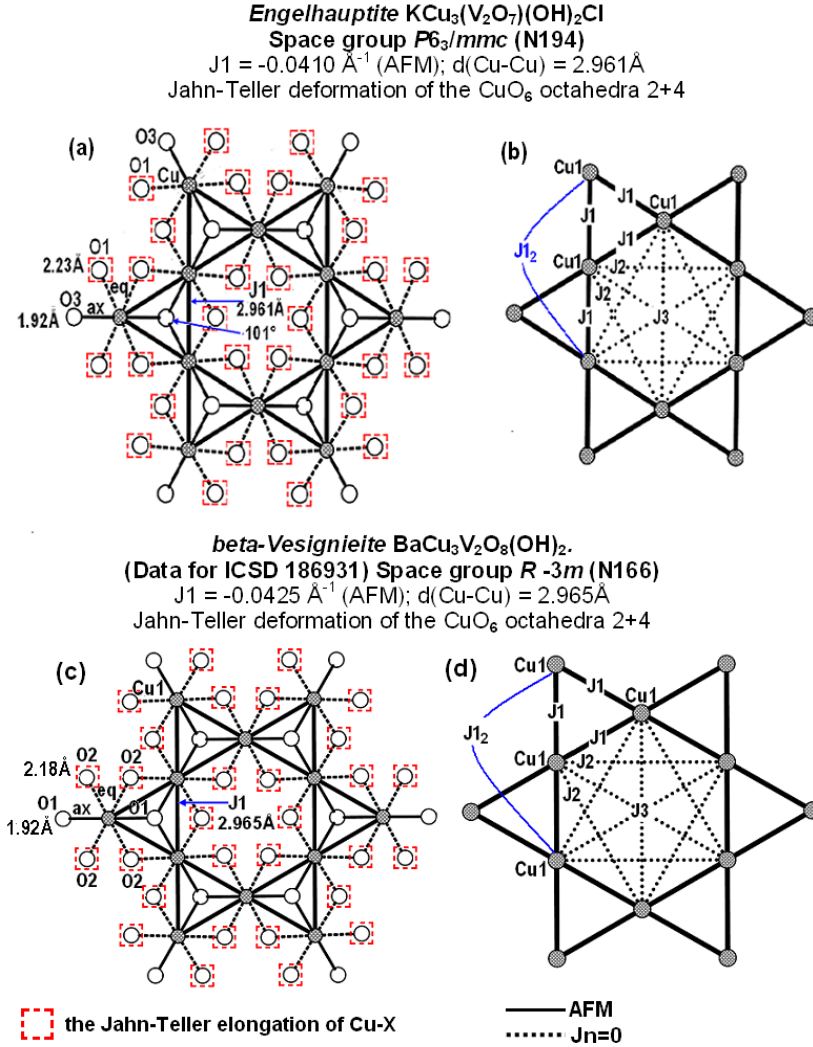 Engelhauptite KCu₃(V₂O₇)(OH)₂Cl
Space group P6₃/mmc (N194)
J1 = -0.0410 Å⁻¹ (AFM); d(Cu-Cu) = 2.961Å
Jahn-Teller deformation of the CuO₆ octahedra 2+4
(a)
O3
O1
Cu
O1
2.23Å
eq
O3
ax
1.92Å
J1
2.961Å
101°
(b)
Cu1
J1
Cu1
J1
J1
J1₂
Cu1
J2
J2
J1
J3
beta-Vesignieite BaCu₃V₂O₈(OH)₂.
(Data for ICSD 186931) Space group R -3m (N166)
J1 = -0.0425 Å⁻¹ (AFM); d(Cu-Cu) = 2.965Å
Jahn-Teller deformation of the CuO₆ octahedra 2+4
(c)
Cu1
O2
O2
2.18Å
eq
O1
ax
O1
1.92Å
J1
2.965Å
O2
O2
(d)
Cu1
J1
Cu1
J1
J1₂
J1
Cu1
J2
J2
J3
Cu1
the Jahn-Teller elongation of Cu-X
AFM
Jn=0